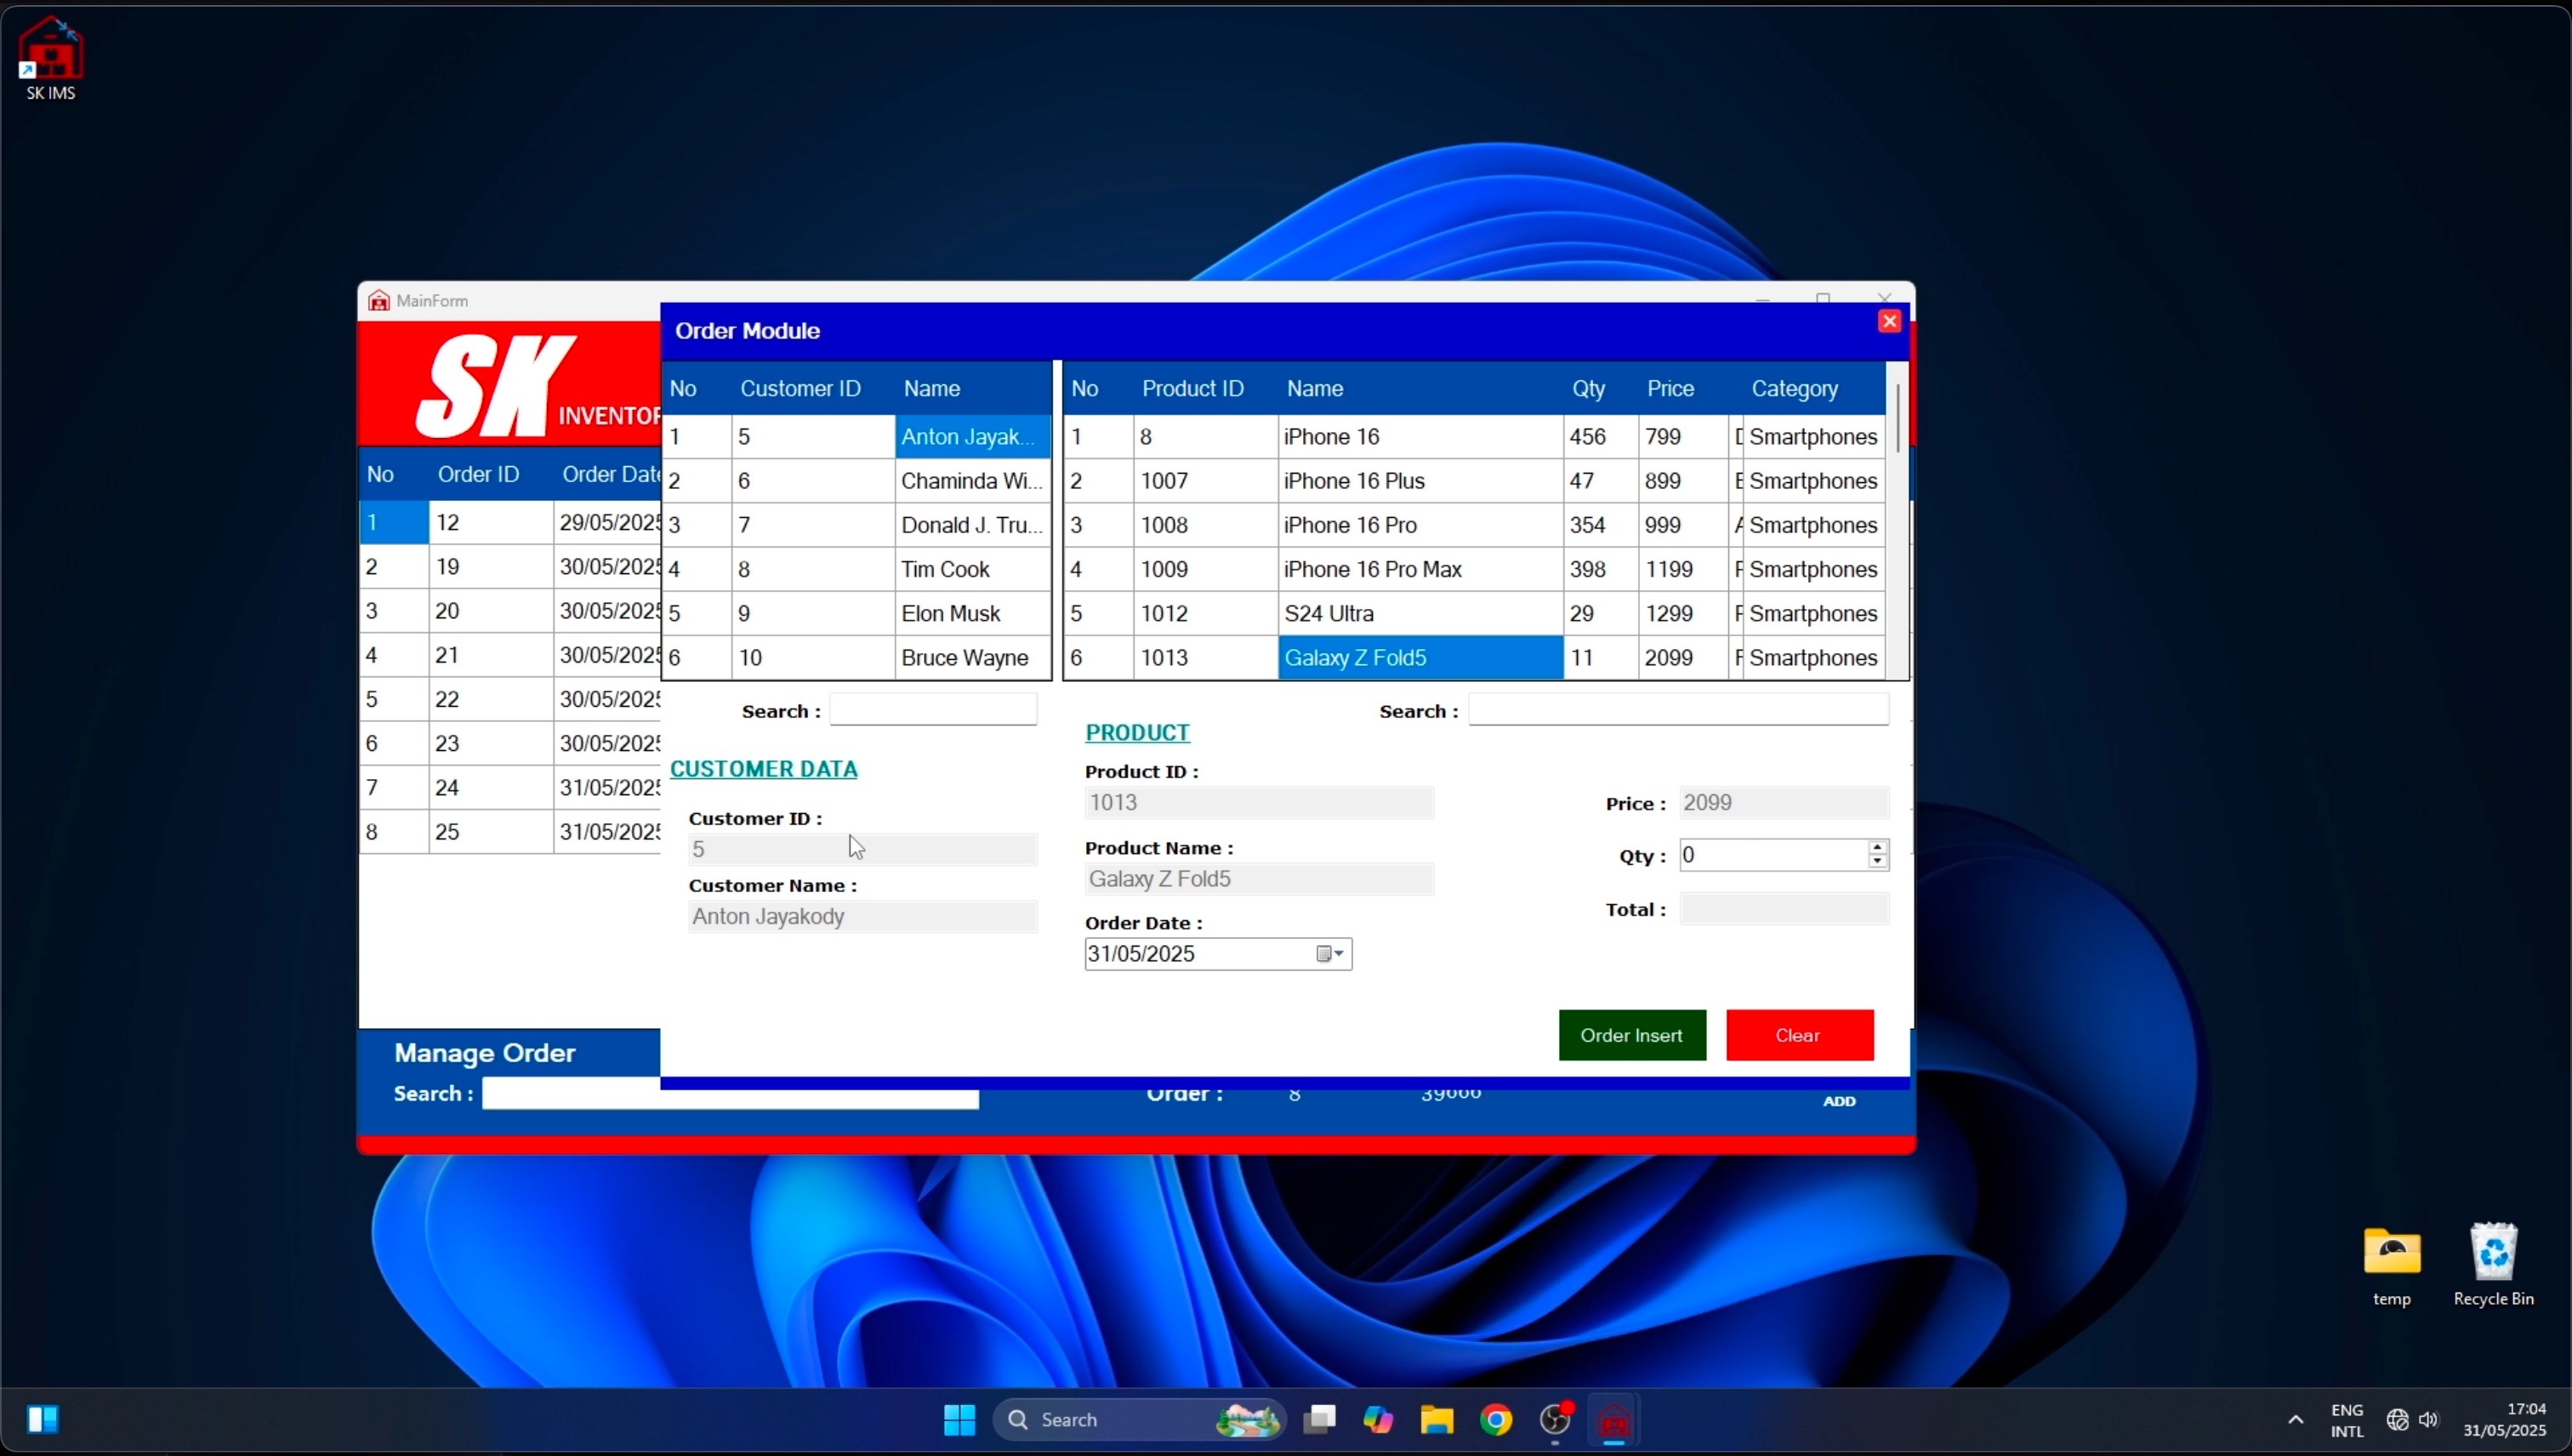 SK IMS
MainForm
SK INVENTOR
Order Module
No Customer ID Name
1 5 Anton Jayak...
2 6 Chaminda Wi...
3 7 Donald J. Tru...
4 8 Tim Cook
5 9 Elon Musk
6 10 Bruce Wayne
No Product ID Name Qty Price Category
1 8 iPhone 16 456 799 Smartphones
2 1007 iPhone 16 Plus 47 899 Smartphones
3 1008 iPhone 16 Pro 354 999 Smartphones
4 1009 iPhone 16 Pro Max 398 1199 Smartphones
5 1012 S24 Ultra 29 1299 Smartphones
6 1013 Galaxy Z Fold5 11 2099 Smartphones
No Order ID Order Date
1 12 29/05/2025
2 19 30/05/2025
3 20 30/05/2025
4 21 30/05/2025
5 22 30/05/2025
6 23 30/05/2025
7 24 31/05/2025
8 25 31/05/2025
Search :
Search :
CUSTOMER DATA
Customer ID :
5
Customer Name :
Anton Jayakody
PRODUCT
Product ID :
1013
Product Name :
Galaxy Z Fold5
Order Date :
31/05/2025
Price : 2099
Qty : 0
Total :
Order Insert
Clear
Manage Order
Search :
Order : 8
ADD
temp
Recycle Bin
Search
ENG
INTL
17:04
31/05/2025